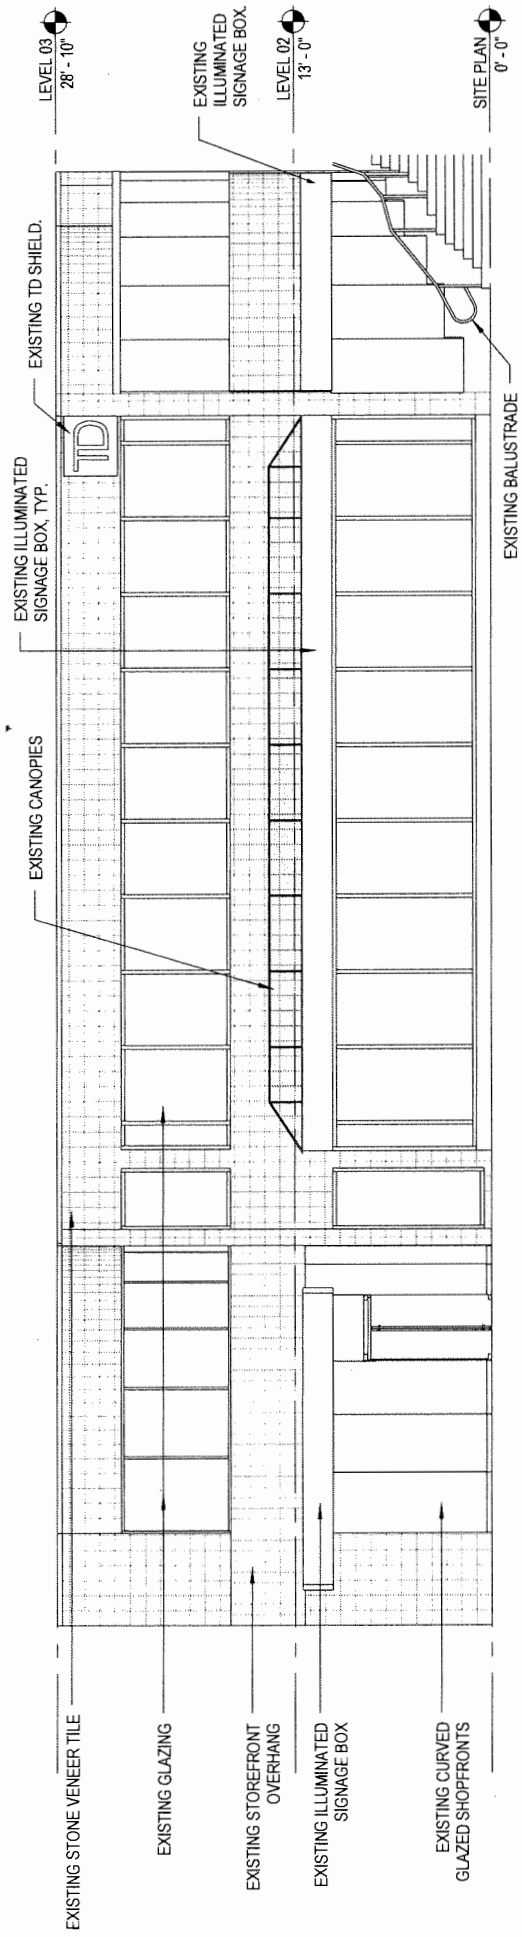 EXISTING STONE VENEER TILE
EXISTING GLAZING
EXISTING STOREFRONT
OVERHANG
EXISTING ILLUMINATED
SIGNAGE BOX
EXISTING CURVED
GLAZED SHOPFRONTS
EXISTING CANOPIES
EXISTING ILLUMINATED
SIGNAGE BOX, TYP.
EXISTING TD SHIELD.
TD
EXISTING BALUSTRADE
EXISTING
ILLUMINATED
SIGNAGE BOX.
LEVEL 03
28' - 10"
LEVEL 02
13' - 0"
SITE PLAN
0' - 0"